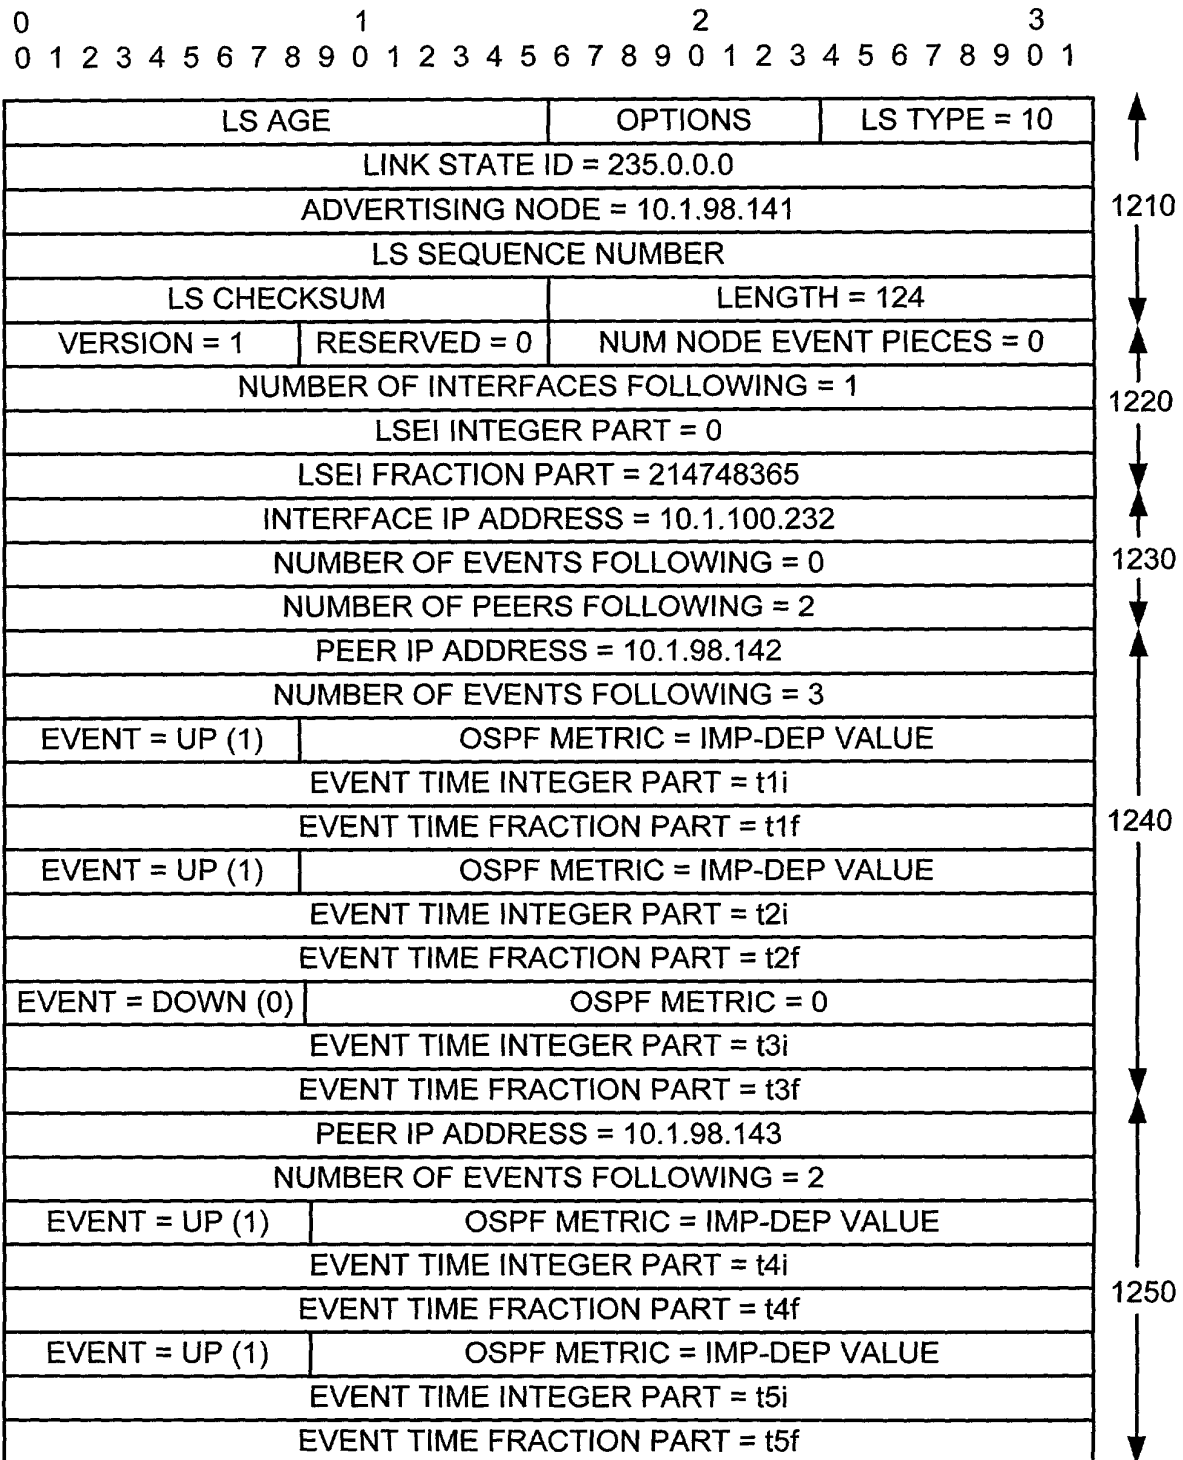 0 1 2 3
0 1 2 3 4 5 6 7 8 9 0 1 2 3 4 5 6 7 8 9 0 1 2 3 4 5 6 7 8 9 0 1
LS AGE OPTIONS LS TYPE = 10
LINK STATE ID = 235.0.0.0
ADVERTISING NODE = 10.1.98.141
1210
LS SEQUENCE NUMBER
LS CHECKSUM LENGTH = 124
VERSION = 1 RESERVED = 0 NUM NODE EVENT PIECES = 0
NUMBER OF INTERFACES FOLLOWING = 1
1220
LSEI INTEGER PART = 0
LSEI FRACTION PART = 214748365
INTERFACE IP ADDRESS = 10.1.100.232
NUMBER OF EVENTS FOLLOWING = 0
1230
NUMBER OF PEERS FOLLOWING = 2
PEER IP ADDRESS = 10.1.98.142
NUMBER OF EVENTS FOLLOWING = 3
EVENT = UP (1) OSPF METRIC = IMP-DEP VALUE
EVENT TIME INTEGER PART = t1i
EVENT TIME FRACTION PART = t1f
1240
EVENT = UP (1) OSPF METRIC = IMP-DEP VALUE
EVENT TIME INTEGER PART = t2i
EVENT TIME FRACTION PART = t2f
EVENT = DOWN (0) OSPF METRIC = 0
EVENT TIME INTEGER PART = t3i
EVENT TIME FRACTION PART = t3f
PEER IP ADDRESS = 10.1.98.143
NUMBER OF EVENTS FOLLOWING = 2
EVENT = UP (1) OSPF METRIC = IMP-DEP VALUE
EVENT TIME INTEGER PART = t4i
EVENT TIME FRACTION PART = t4f
1250
EVENT = UP (1) OSPF METRIC = IMP-DEP VALUE
EVENT TIME INTEGER PART = t5i
EVENT TIME FRACTION PART = t5f